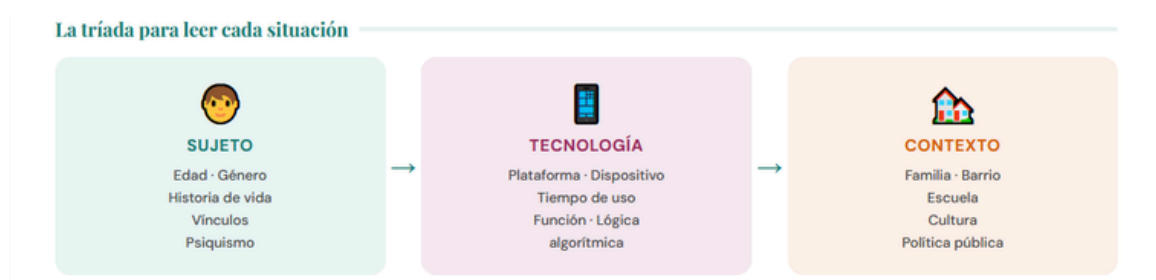 La tríada para leer cada situación
SUJETO
Edad · Género
Historia de vida
Vínculos
Psiquismo
→
TECNOLOGÍA
Plataforma · Dispositivo
Tiempo de uso
Función · Lógica
algorítmica
→
CONTEXTO
Familia · Barrio
Escuela
Cultura
Política pública